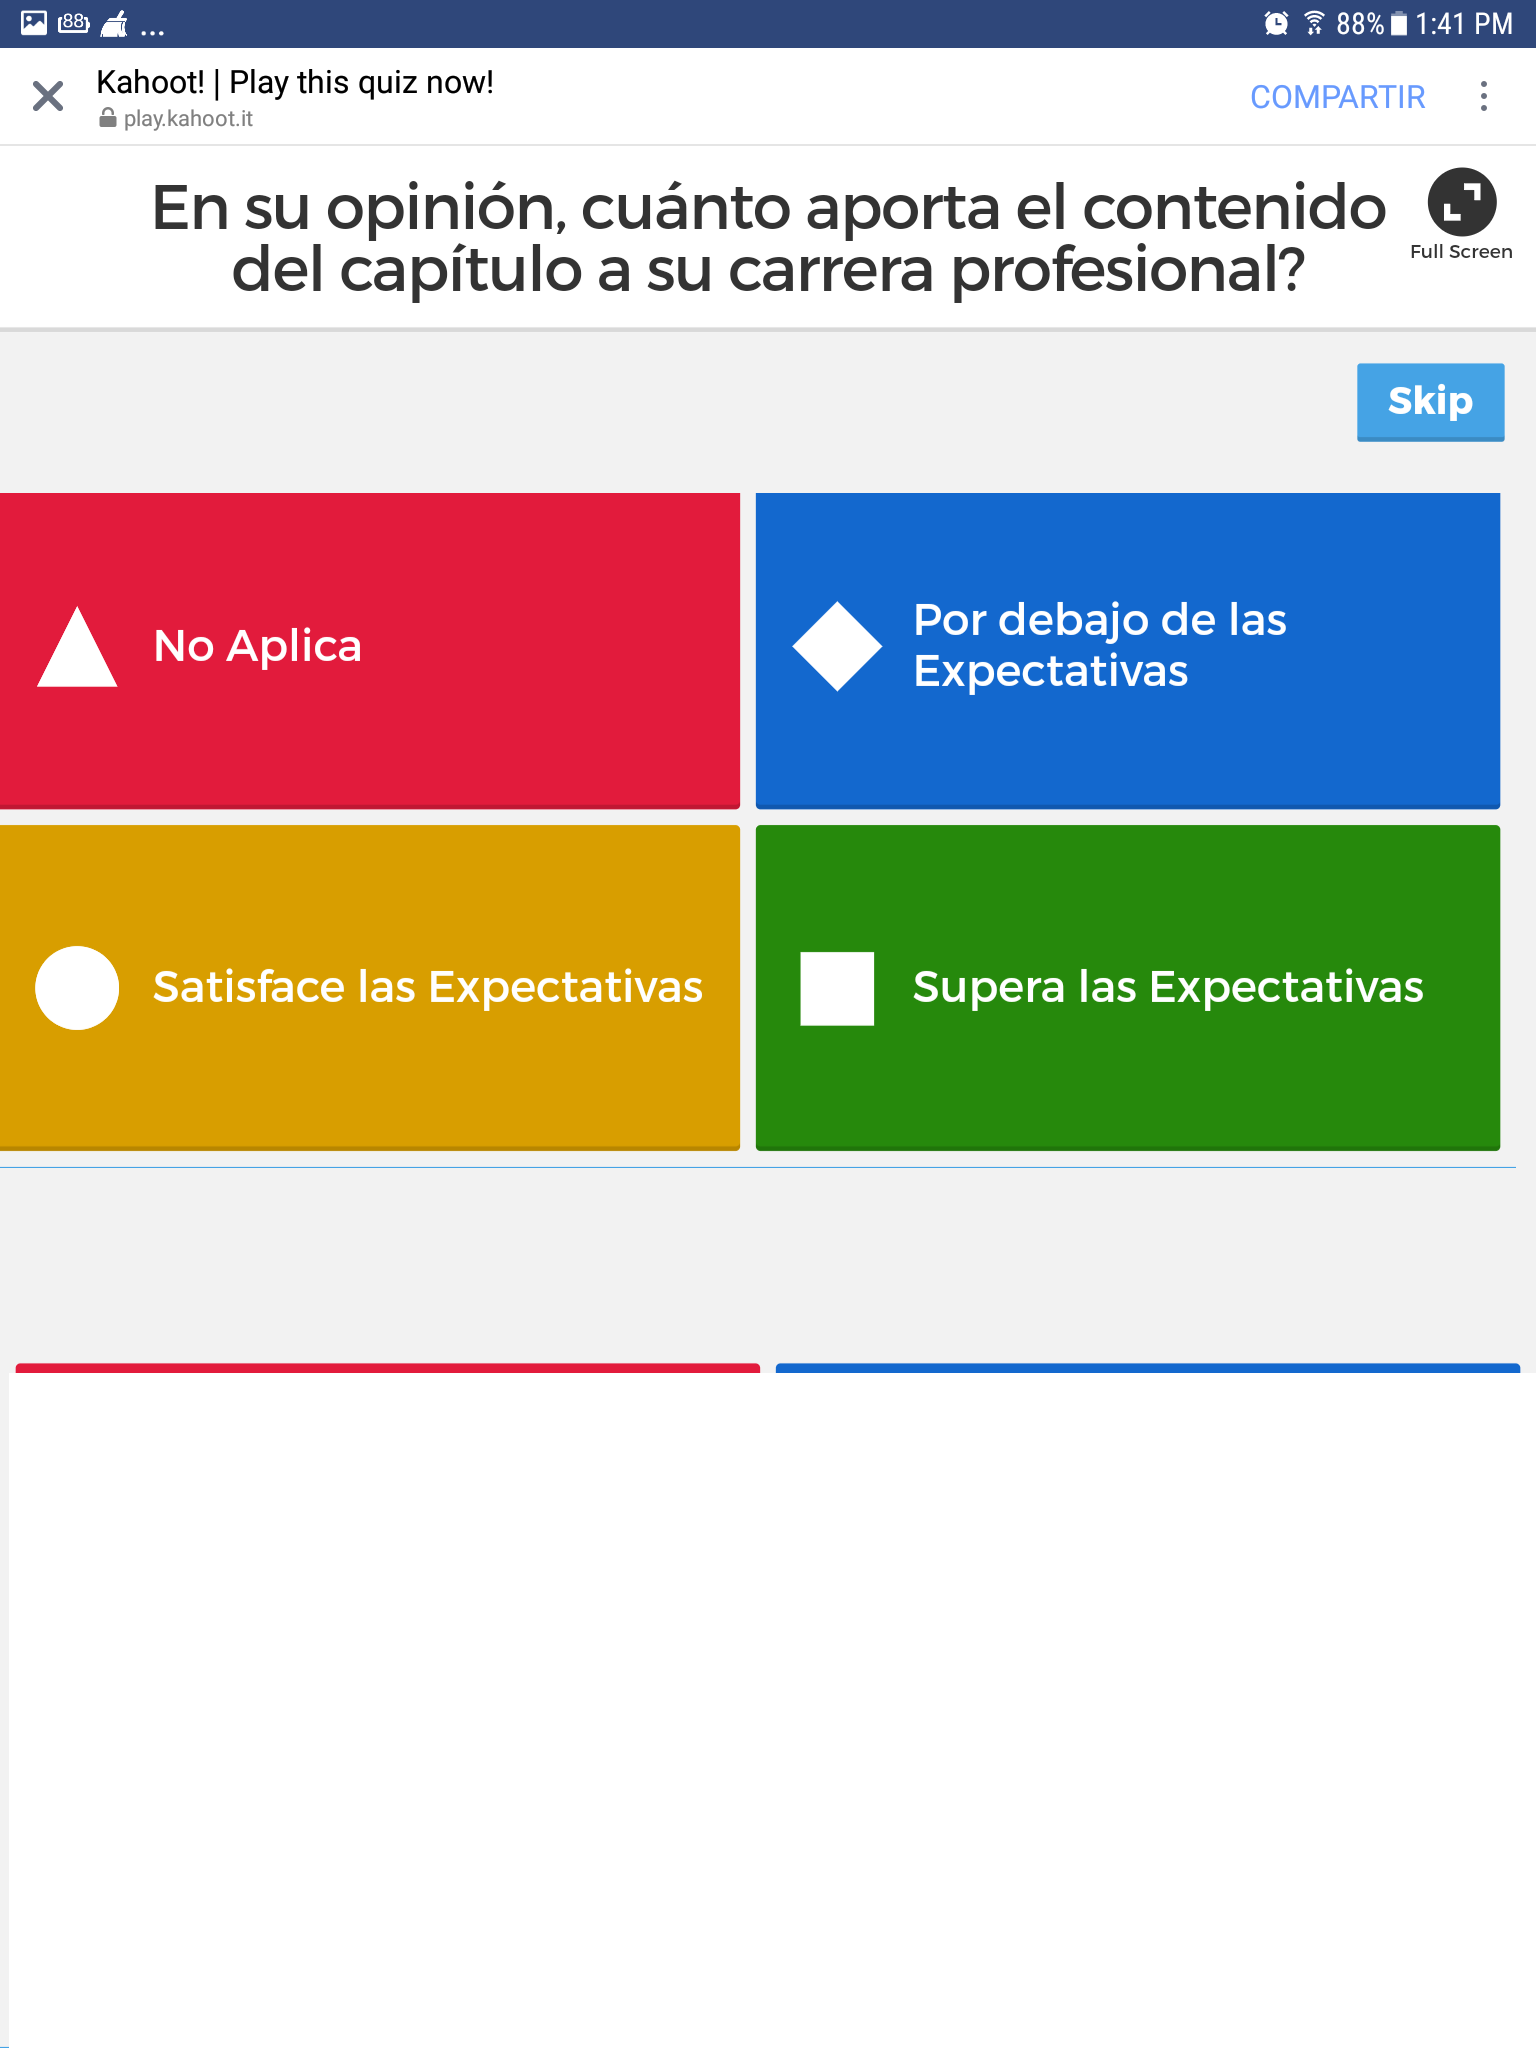 88
...
88%
1:41 PM
Kahoot! | Play this quiz now!
play.kahoot.it
COMPARTIR
En su opinión, cuánto aporta el contenido
del capítulo a su carrera profesional?
Full Screen
Skip
No Aplica
Por debajo de las
Expectativas
Satisface las Expectativas
Supera las Expectativas